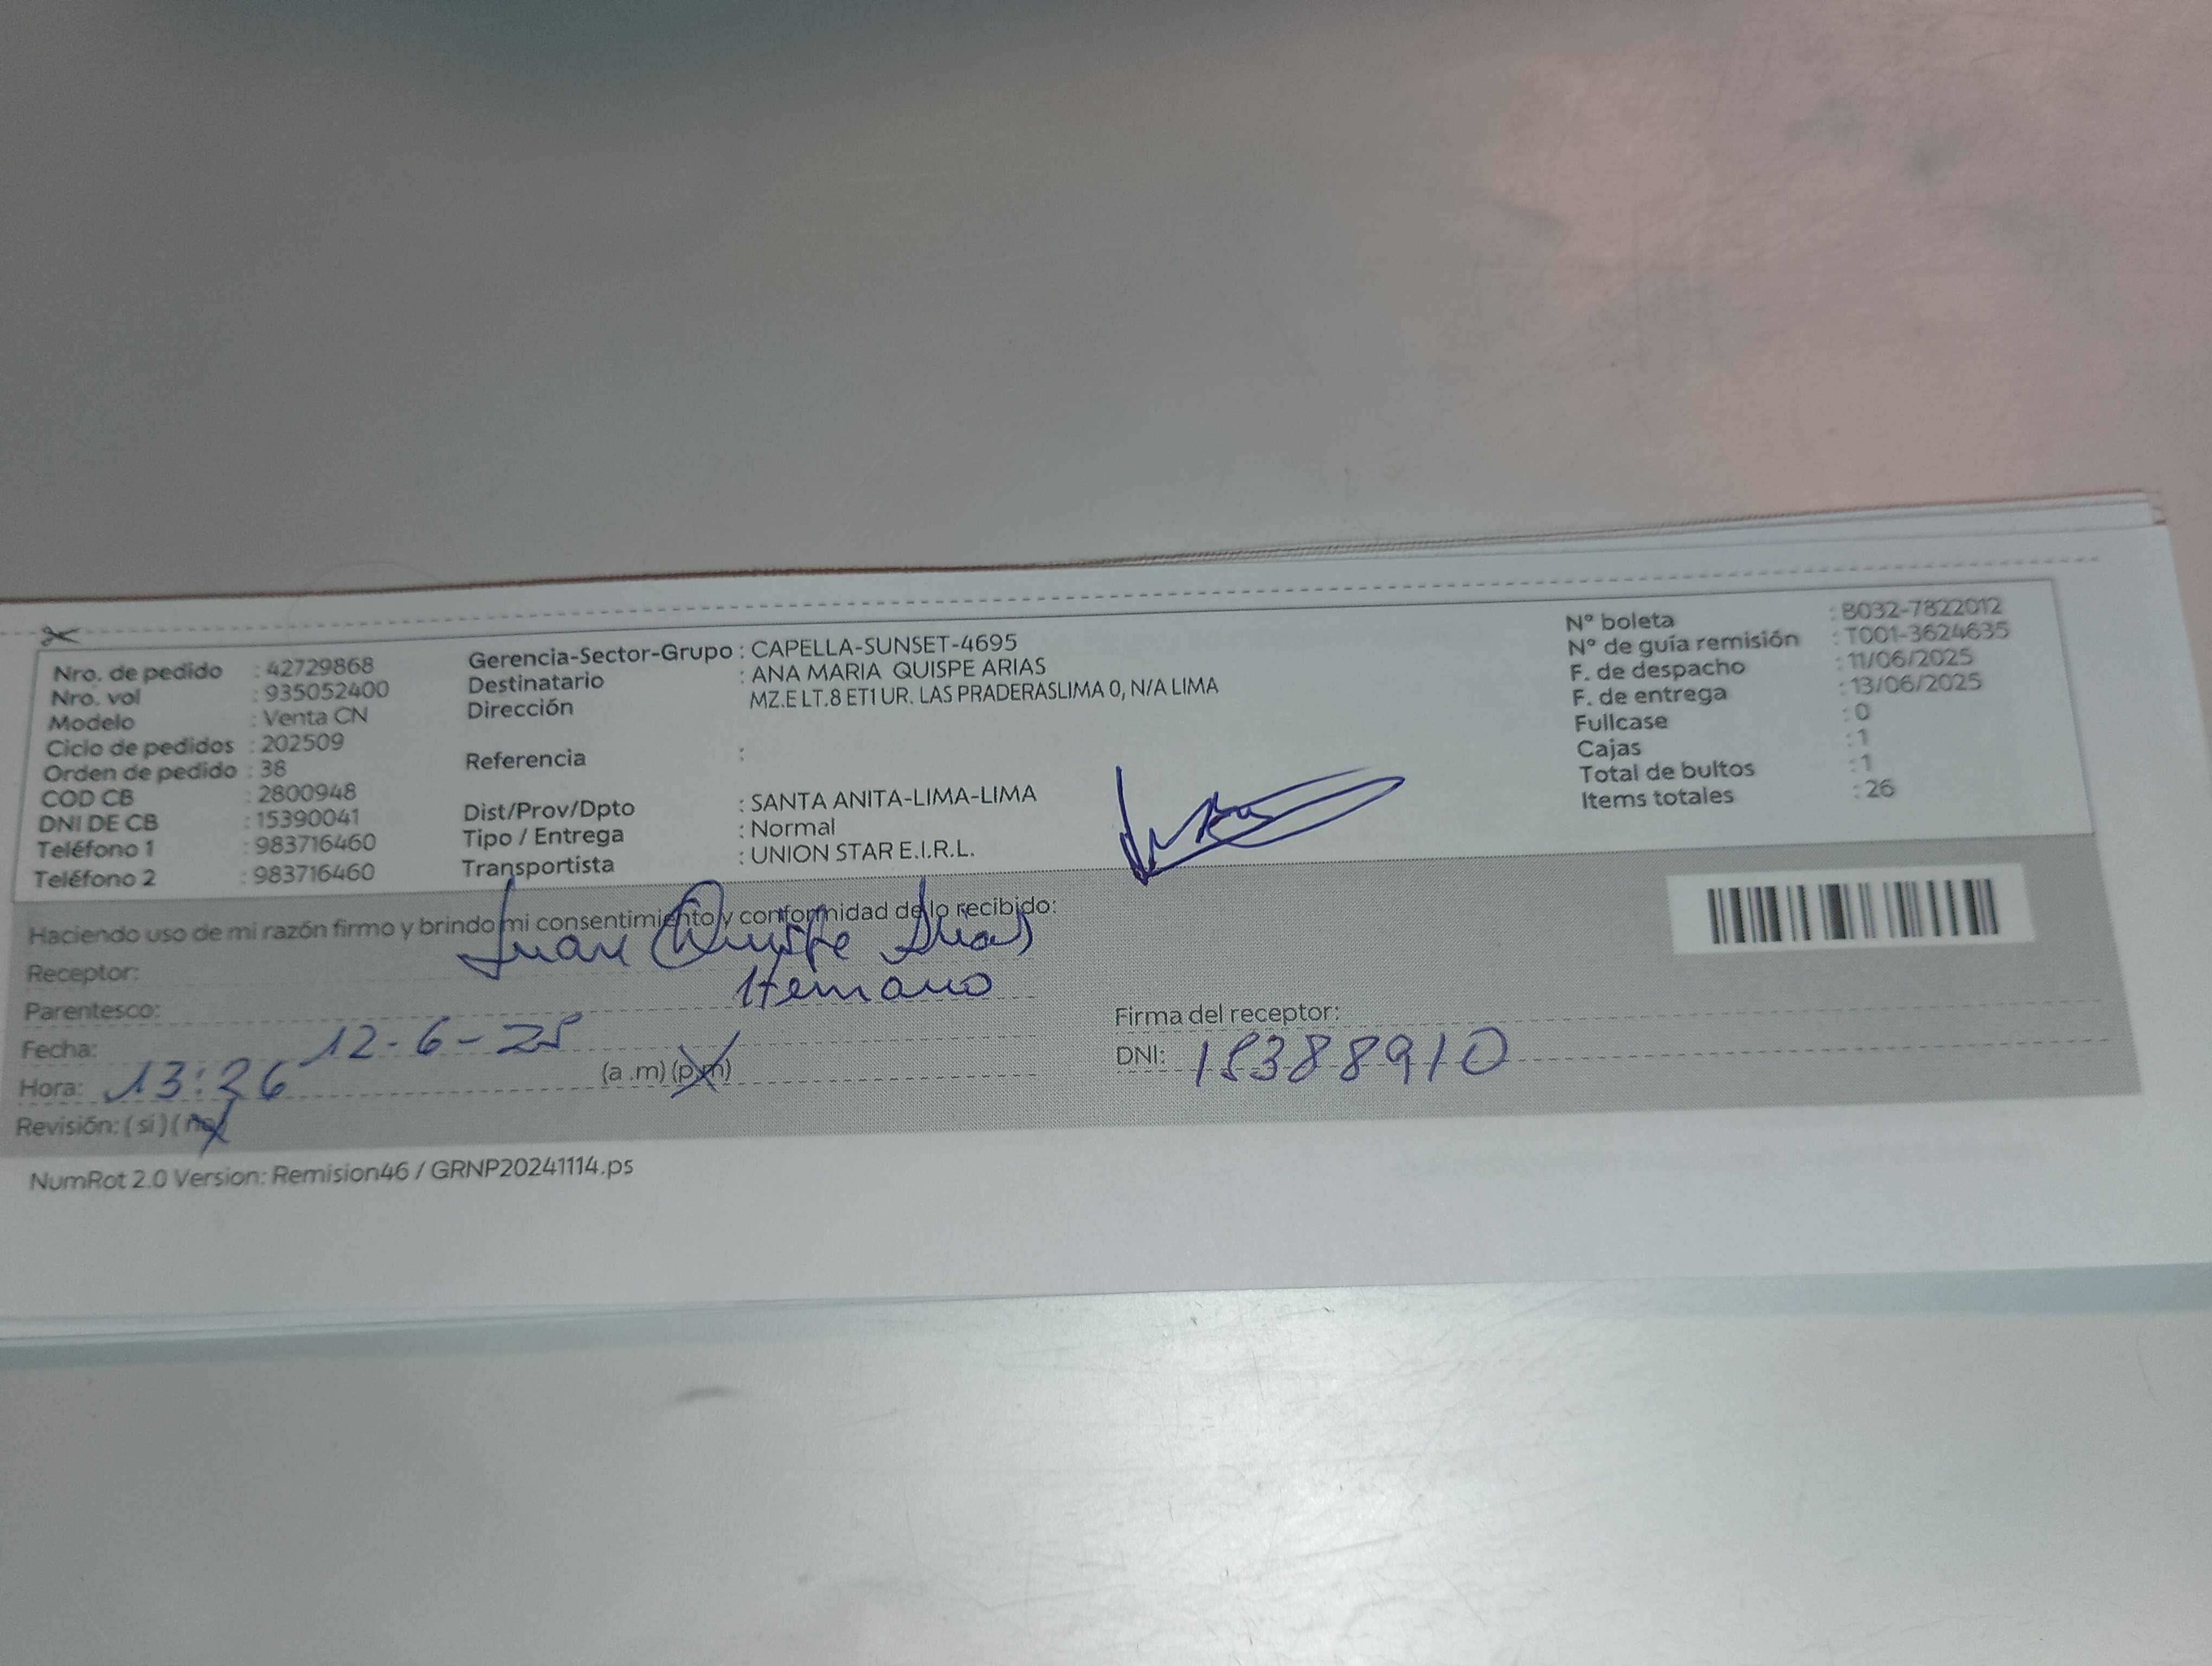 Nro. de pedido : 42729868
Nro. vol : 935052400
Modelo : Venta CN
Ciclo de pedidos : 202509
Orden de pedido : 38
COD CB : 2800948
DNI DE CB : 15390041
Teléfono 1 : 983716460
Teléfono 2 : 983716460
Gerencia-Sector-Grupo : CAPELLA-SUNSET-4695
Destinatario : ANA MARIA QUISPE ARIAS
Dirección MZ.E LT.8 ET1 UR. LAS PRADERASLIMA 0, N/A LIMA
Referencia :
Dist/Prov/Dpto : SANTA ANITA-LIMA-LIMA
Tipo / Entrega : Normal
Transportista : UNION STAR E.I.R.L.
N° boleta : B032-7822012
N° de guía remisión : T001-3624635
F. de despacho : 11/06/2025
F. de entrega : 13/06/2025
Fullcase : 0
Cajas : 1
Total de bultos : 1
Items totales : 26
Haciendo uso de mi razón firmo y brindo mi consentimiento y conformidad de lo recibido:
Receptor: Juan Quispe Arias
Parentesco: Hemano
Fecha: 12-6-25
Hora: 13:26 (a .m) (p.m)
Revisión: ( si ) ( no )
Firma del receptor:
DNI: 15388910
NumRot 2.0 Version: Remision46 / GRNP20241114.ps